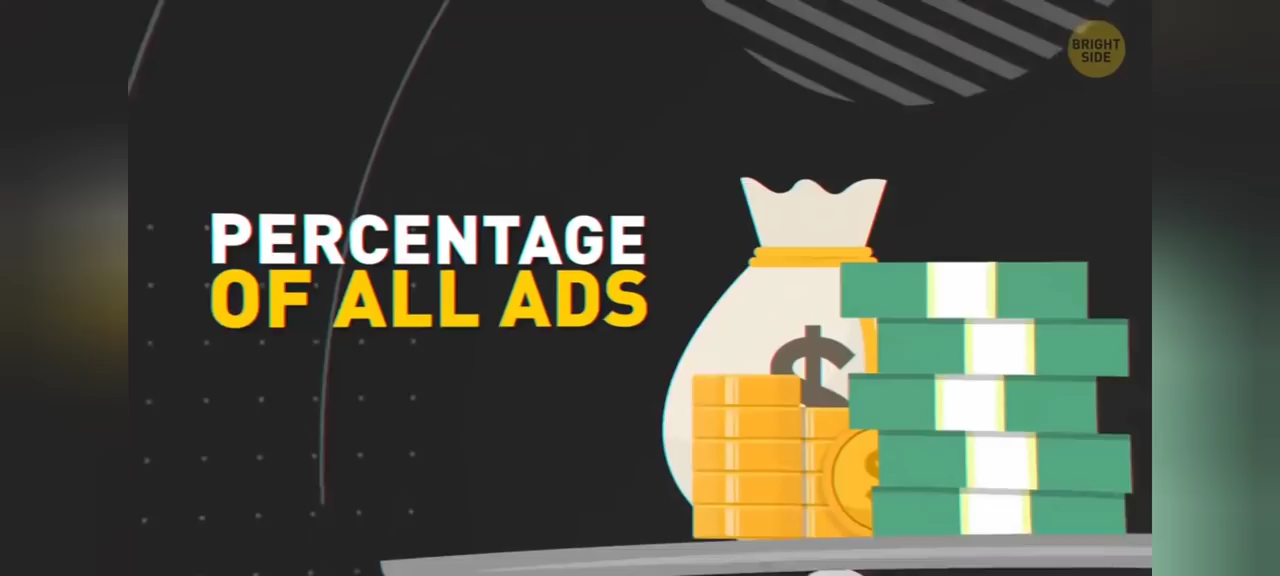 BRIGHT
SIDE
PERCENTAGE
OF ALL ADS
$
$